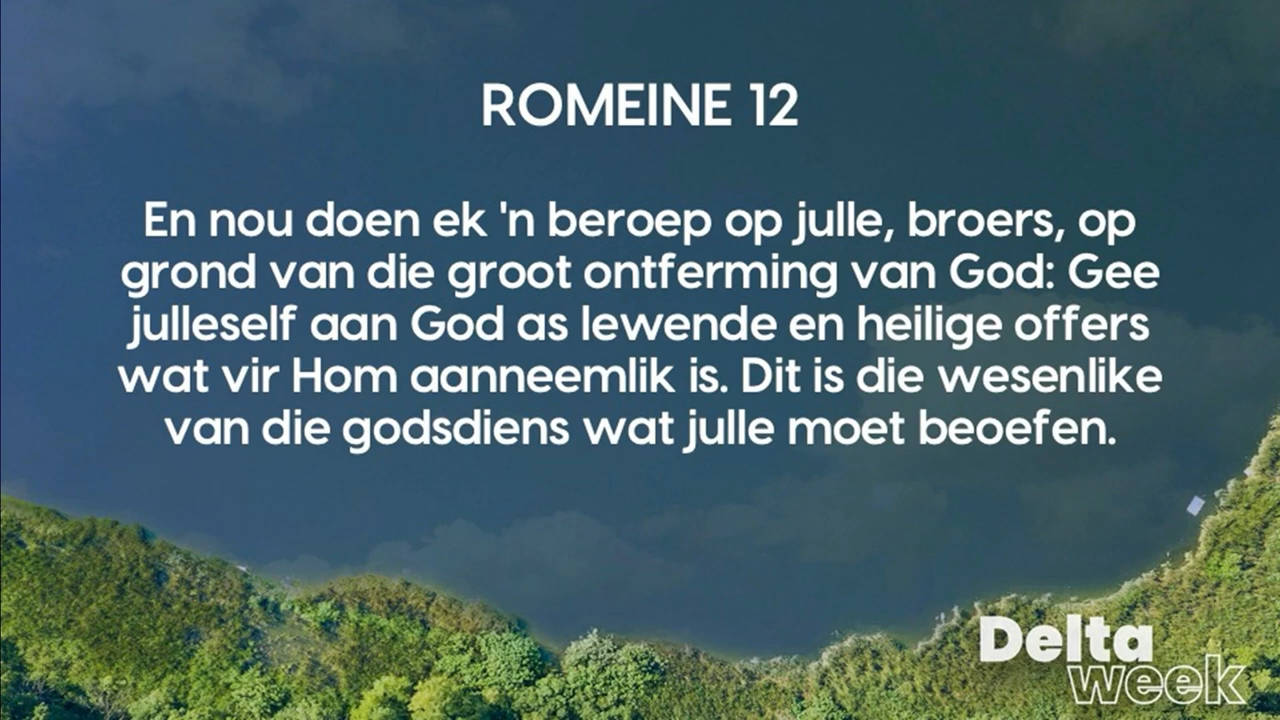 ROMEINE 12
En nou doen ek 'n beroep op julle, broers, op
grond van die groot ontferming van God: Gee
julleself aan God as lewende en heilige offers
wat vir Hom aanneemlik is. Dit is die wesenlike
van die godsdiens wat julle moet beoefen.
Delta
week